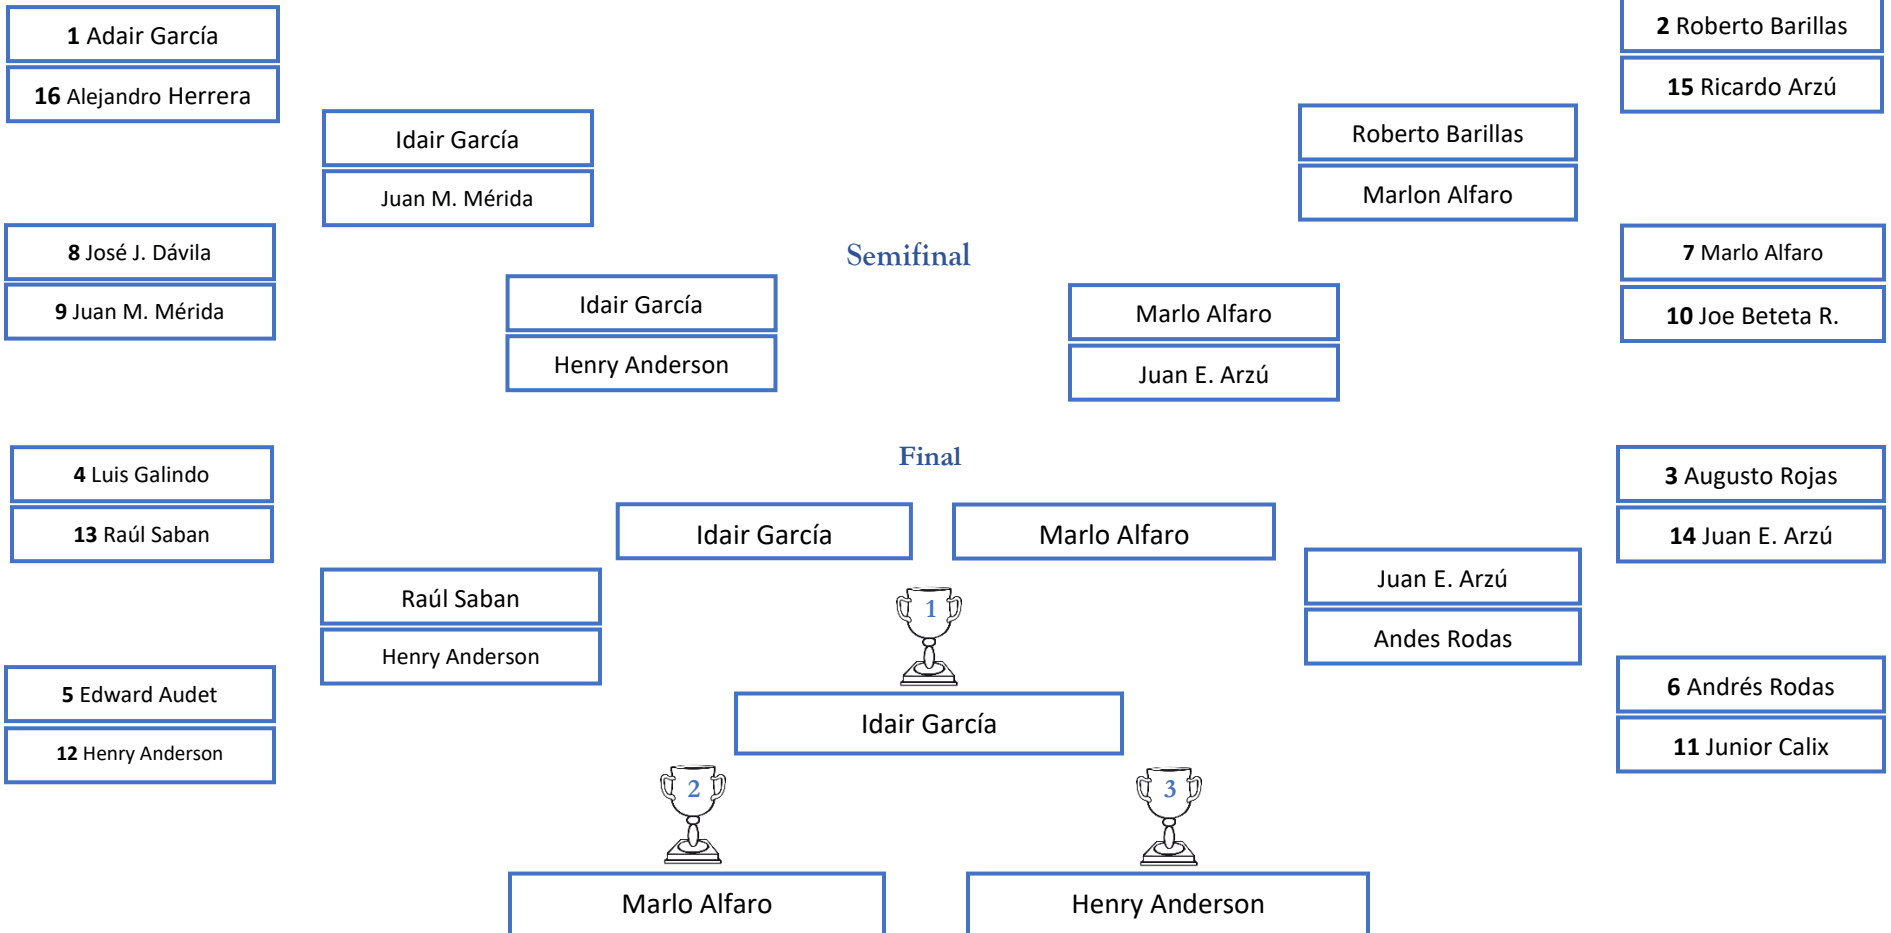 1 Adair García
16 Alejandro Herrera
2 Roberto Barillas
15 Ricardo Arzú
Idair García
Juan M. Mérida
Roberto Barillas
Marlon Alfaro
8 José J. Dávila
9 Juan M. Mérida
Semifinal
7 Marlo Alfaro
10 Joe Beteta R.
Idair García
Henry Anderson
Marlo Alfaro
Juan E. Arzú
4 Luis Galindo
13 Raúl Saban
Final
3 Augusto Rojas
14 Juan E. Arzú
Idair García
Marlo Alfaro
Raúl Saban
Henry Anderson
1
Juan E. Arzú
Andes Rodas
5 Edward Audet
12 Henry Anderson
Idair García
6 Andrés Rodas
11 Junior Calix
2
3
Marlo Alfaro
Henry Anderson